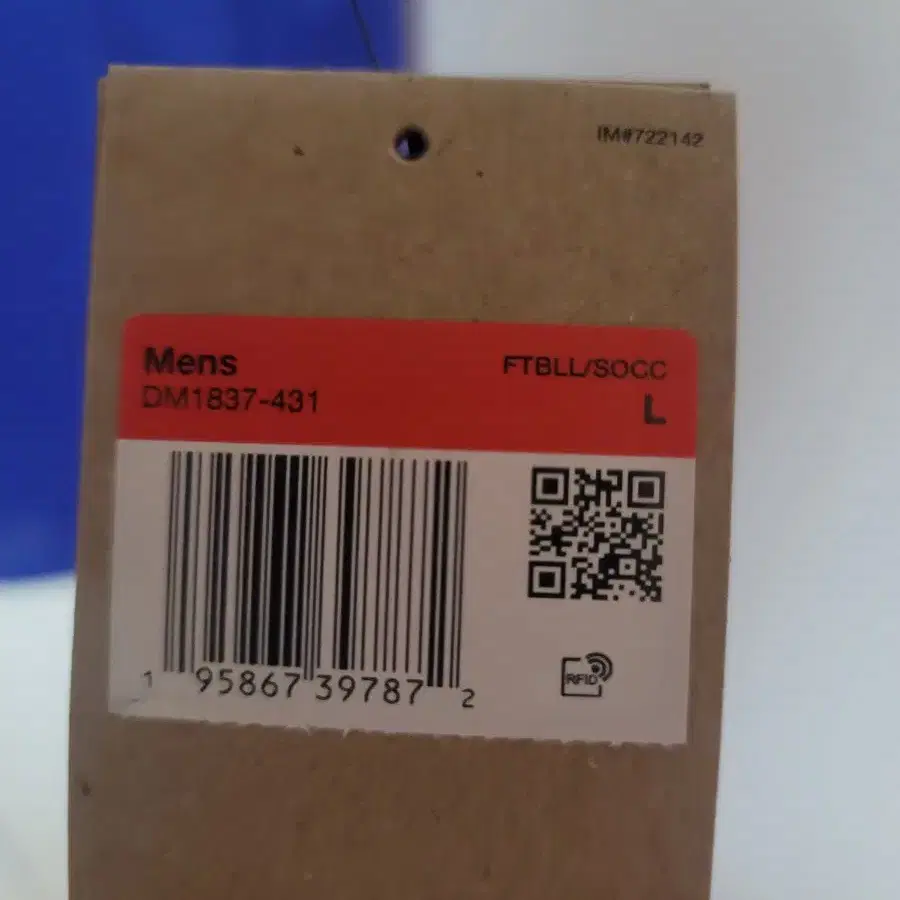 IM#722142
Mens FTBLL/SOCC
DM1837-431 L
1 95867 39787 2
RFID